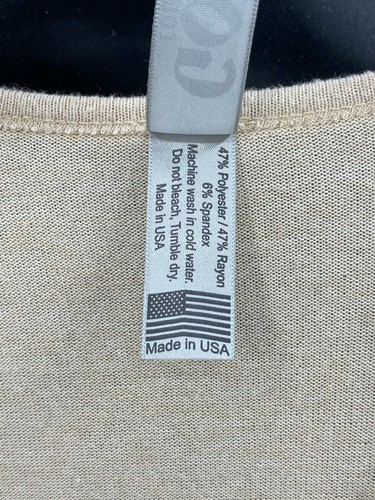 47% Polyester / 47% Rayon
6% Spandex
Machine wash in cold water.
Do not bleach, Tumble dry.
Made in USA
Made in USA